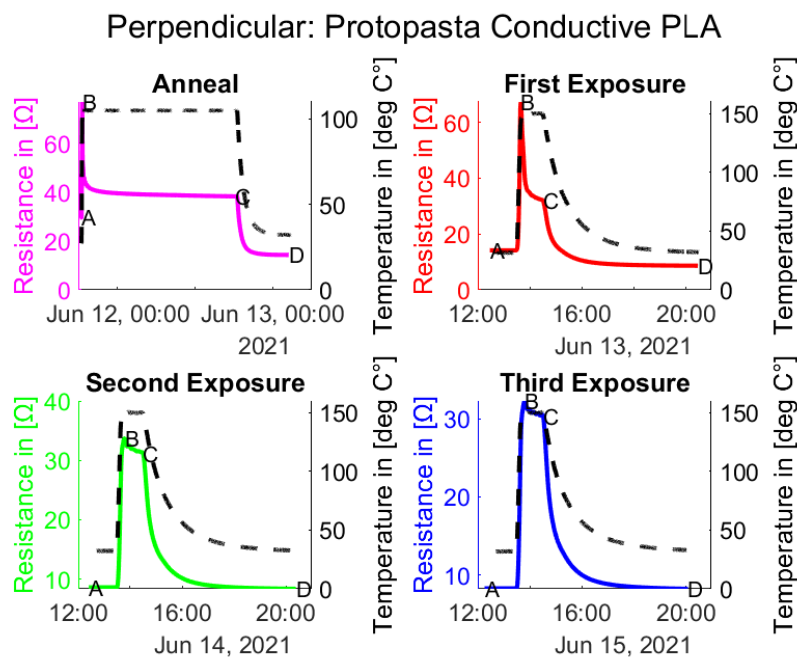 Perpendicular: Protopasta Conductive PLA
Anneal
Resistance in [Ω]
60
40
20
0
B
A
C
D
100
50
0
Temperature in [deg C°]
Jun 12, 00:00
Jun 13, 00:00
2021
First Exposure
Resistance in [Ω]
60
40
20
0
B
A
C
D
150
100
50
0
Temperature in [deg C°]
12:00
16:00
20:00
Jun 13, 2021
Second Exposure
Resistance in [Ω]
40
30
20
10
B
C
A
D
150
100
50
0
Temperature in [deg C°]
12:00
16:00
20:00
Jun 14, 2021
Third Exposure
Resistance in [Ω]
30
20
10
B
C
A
D
150
100
50
0
Temperature in [deg C°]
12:00
16:00
20:00
Jun 15, 2021